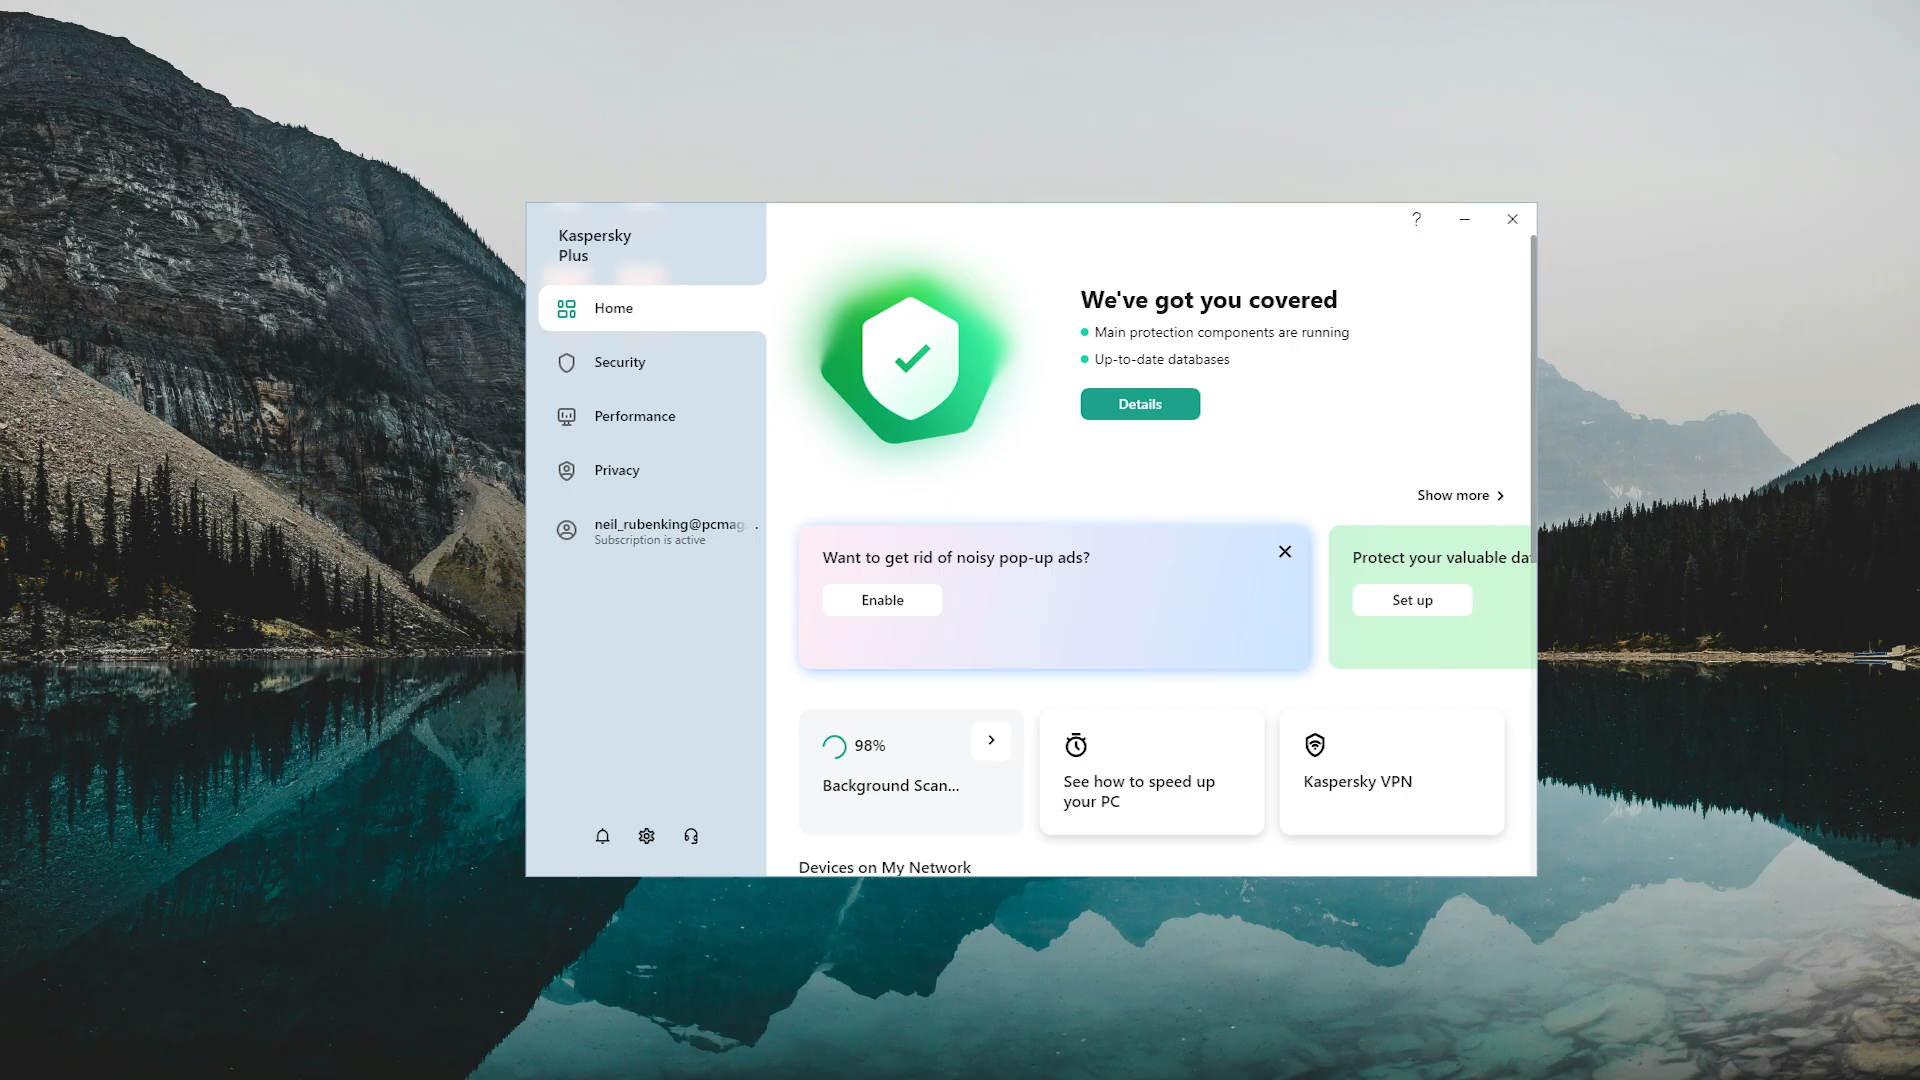 Kaspersky
Plus
Home
Security
Performance
Privacy
neil_rubenking@pcmag. .
Subscription is active
?
We've got you covered
Main protection components are running
Up-to-date databases
Details
Show more
Want to get rid of noisy pop-up ads?
Enable
Protect your valuable da
Set up
98%
Background Scan...
See how to speed up
your PC
Kaspersky VPN
Devices on My Network